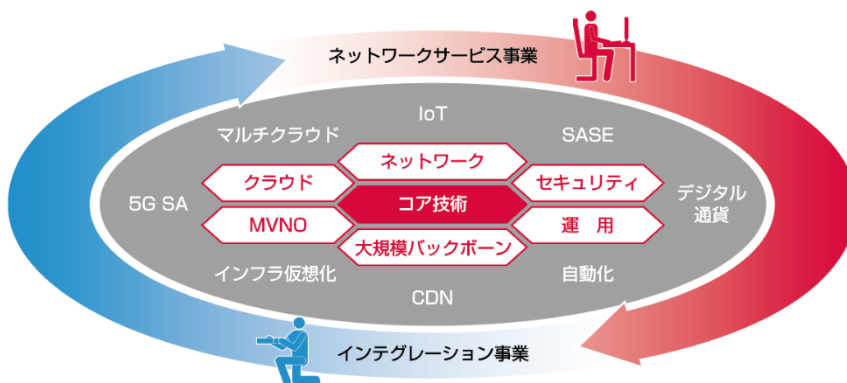 ネットワークサービス事業
IoT
マルチクラウド
SASE
ネットワーク
クラウド
セキュリティ
5G SA
コア技術
デジタル
通貨
MVNO
運　用
大規模バックボーン
インフラ仮想化
自動化
CDN
インテグレーション事業